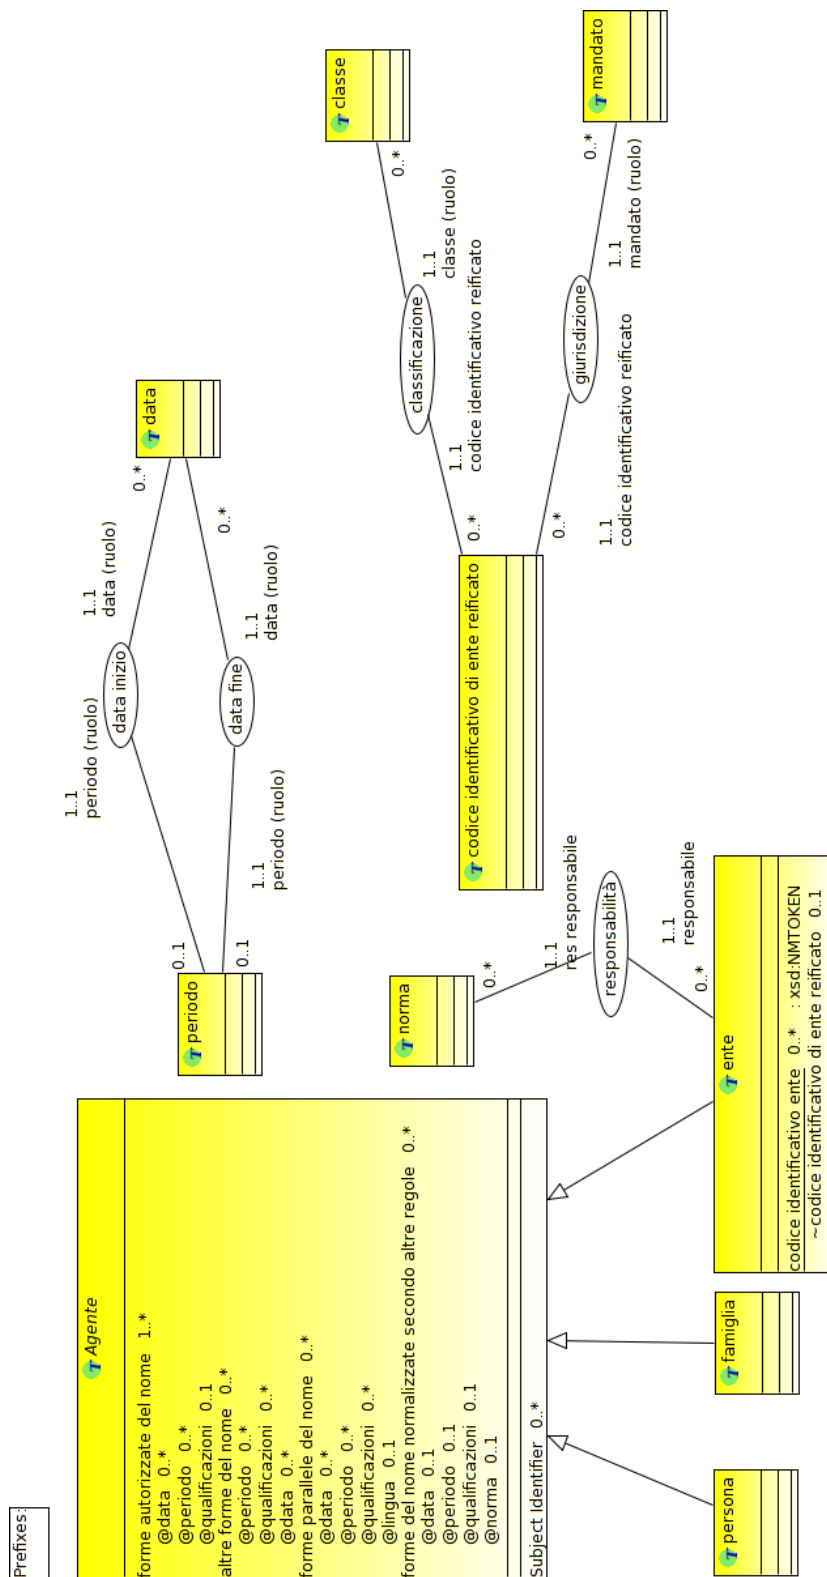 Prefixes:
T Agente
forme autorizzate del nome 1..*
@data 0..*
@periodo 0..*
@qualificazioni 0..1
altre forme del nome 0..*
@periodo 0..*
@qualificazioni 0..*
@data 0..*
forme parallele del nome 0..*
@data 0..*
@periodo 0..*
@qualificazioni 0..*
@lingua 0..1
forme del nome normalizzate secondo altre regole 0..*
@data 0..1
@periodo 0..1
@qualificazioni 0..1
@norma 0..1
Subject Identifier 0..*
T persona
T famiglia
T ente
codice identificativo ente 0..* : xsd:NMTOKEN
~codice identificativo di ente reificato 0..1
0..*
1..1
responsabile
responsabilità
1..1
res responsabile
0..*
T norma
T periodo
0..1
0..1
1..1
periodo (ruolo)
data inizio
1..1
data (ruolo)
0..*
1..1
periodo (ruolo)
data fine
1..1
data (ruolo)
0..*
T data
T codice identificativo di ente reificato
0..*
1..1
codice identificativo reificato
classificazione
1..1
classe (ruolo)
0..*
T classe
0..*
1..1
codice identificativo reificato
giurisdizione
1..1
mandato (ruolo)
0..*
T mandato